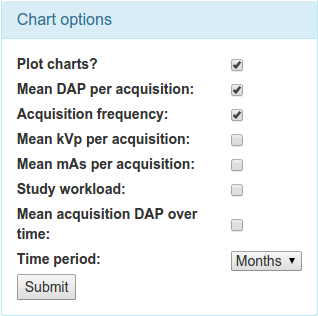 Chart options
Plot charts?
Mean DAP per acquisition:
Acquisition frequency:
Mean kVp per acquisition:
Mean mAs per acquisition:
Study workload:
Mean acquisition DAP over
time:
Time period: Months
Submit